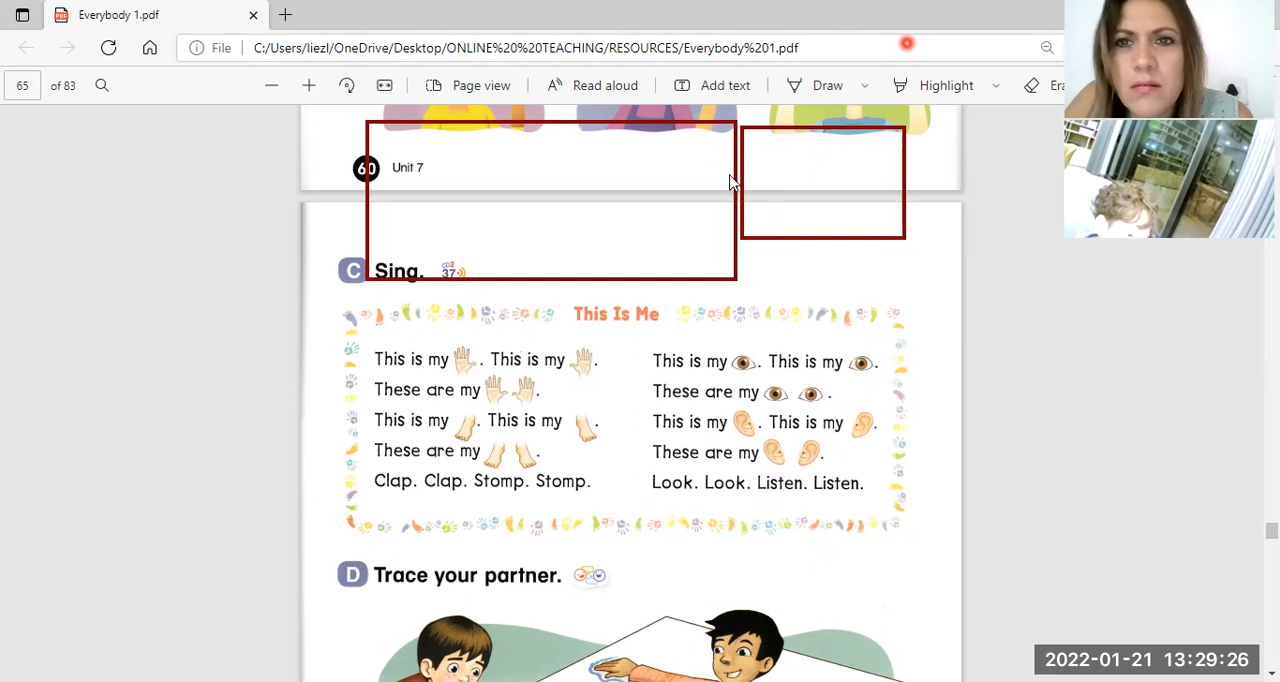 Everybody 1.pdf
File C:/Users/liezl/OneDrive/Desktop/ONLINE%20%20TEACHING/RESOURCES/Everybody%201.pdf
65 of 83 Page view Read aloud Add text Draw Highlight Era
60 Unit 7
C Sing. CD2 37
This Is Me
This is my . This is my .
These are my .
This is my . This is my .
These are my .
Clap. Clap. Stomp. Stomp.
This is my . This is my .
These are my .
This is my . This is my .
These are my .
Look. Look. Listen. Listen.
D Trace your partner.
2022-01-21 13:29:26